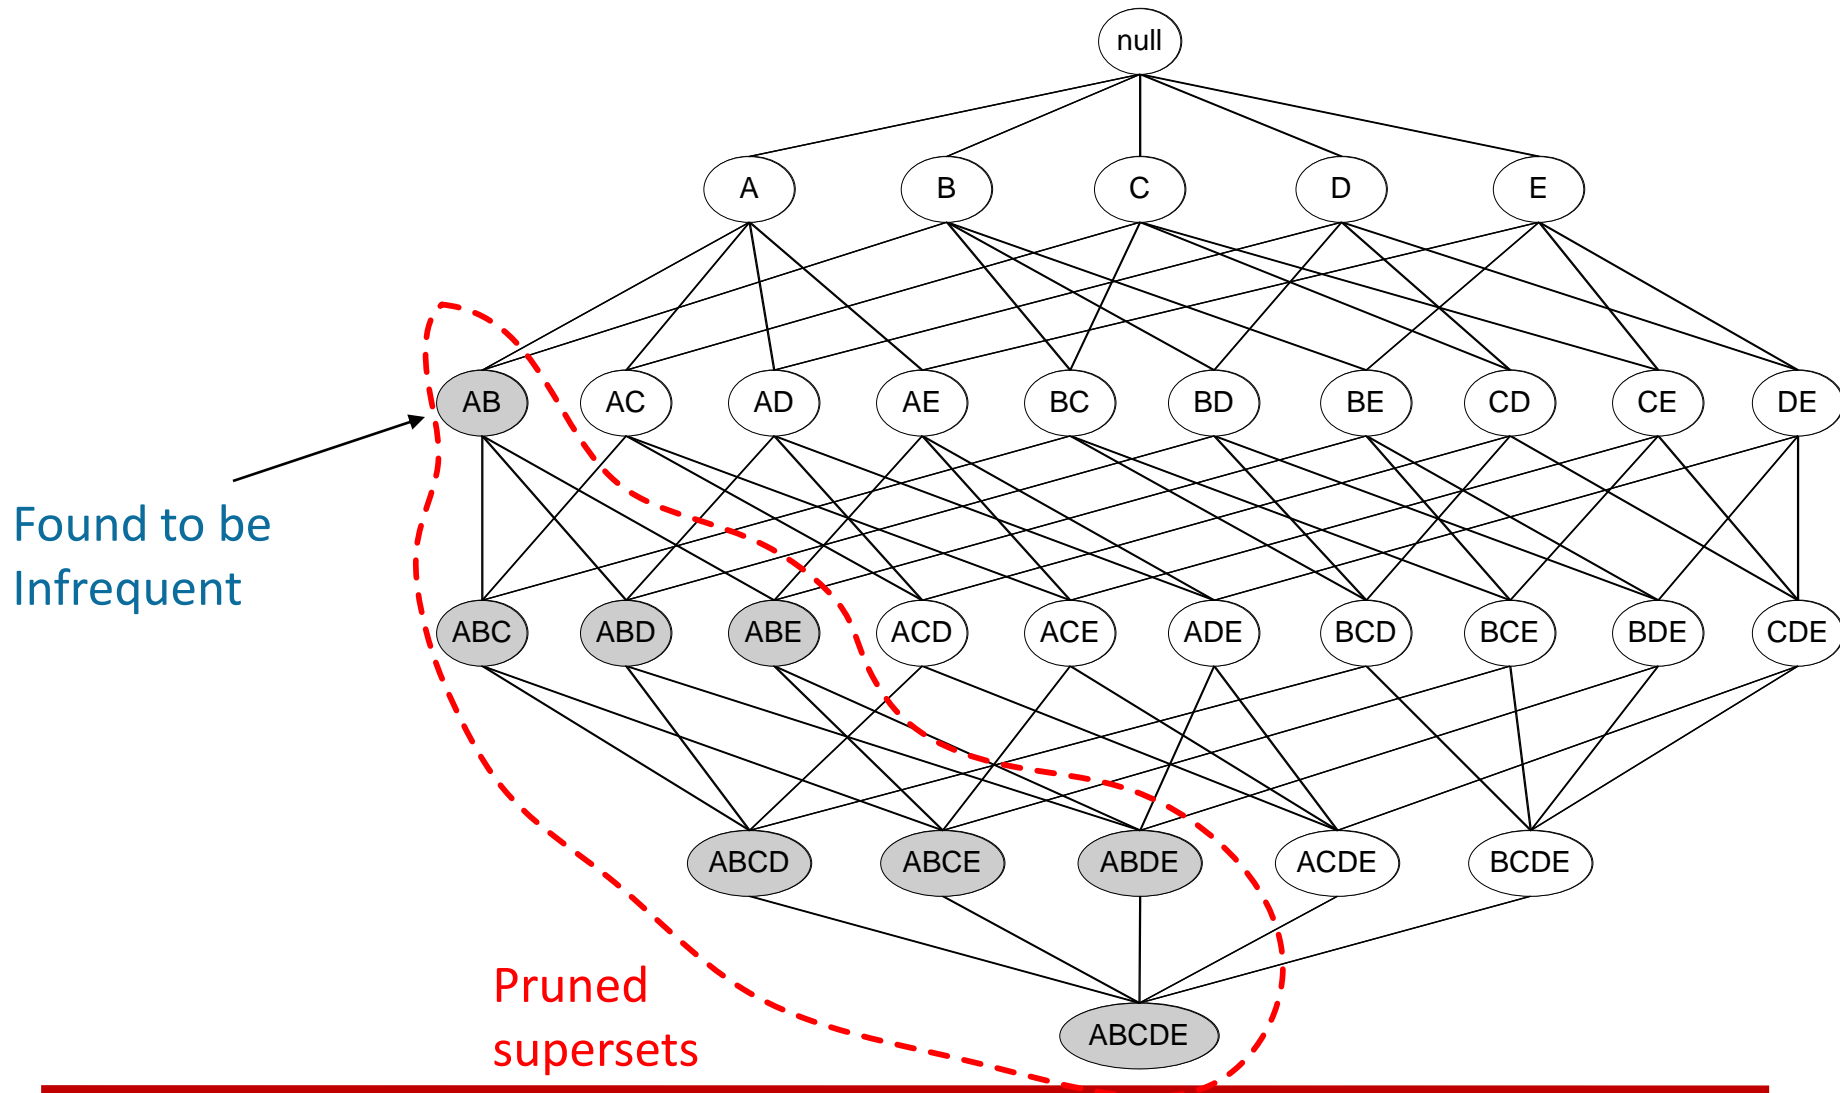 null
A B C D E
AB AC AD AE BC BD BE CD CE DE
Found to be
Infrequent
ABC ABD ABE ACD ACE ADE BCD BCE BDE CDE
ABCD ABCE ABDE ACDE BCDE
Pruned
supersets
ABCDE